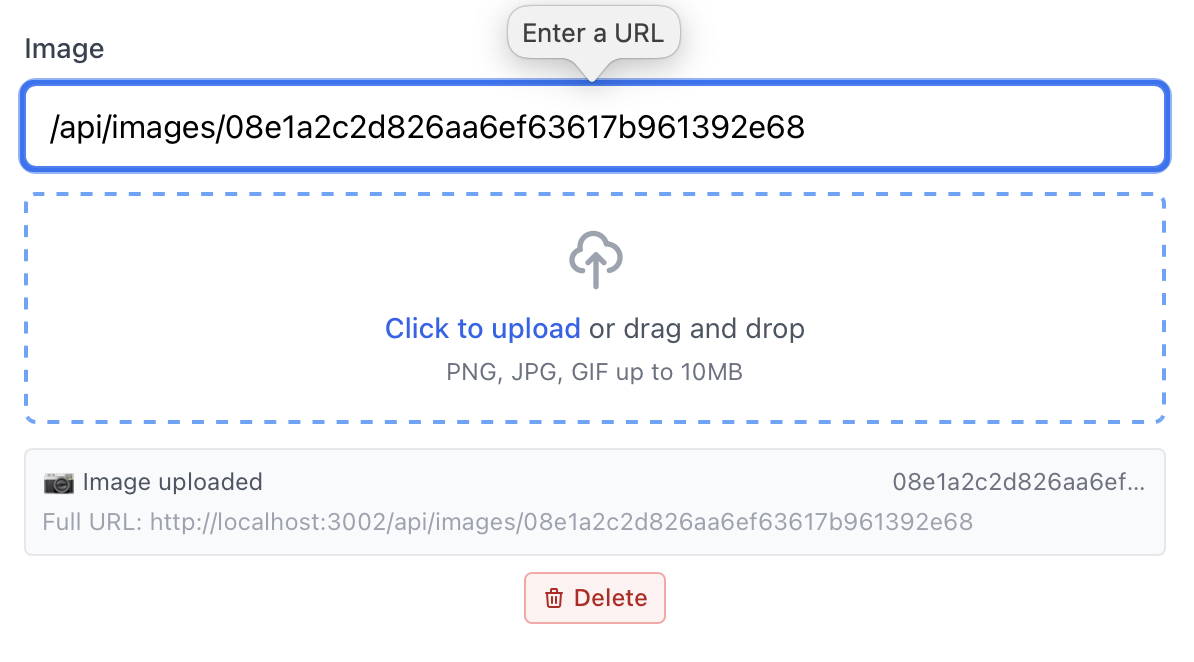 Enter a URL
Image
/api/images/08e1a2c2d826aa6ef63617b961392e68
Click to upload or drag and drop
PNG, JPG, GIF up to 10MB
📷 Image uploaded
08e1a2c2d826aa6ef...
Full URL: http://localhost:3002/api/images/08e1a2c2d826aa6ef63617b961392e68
Delete